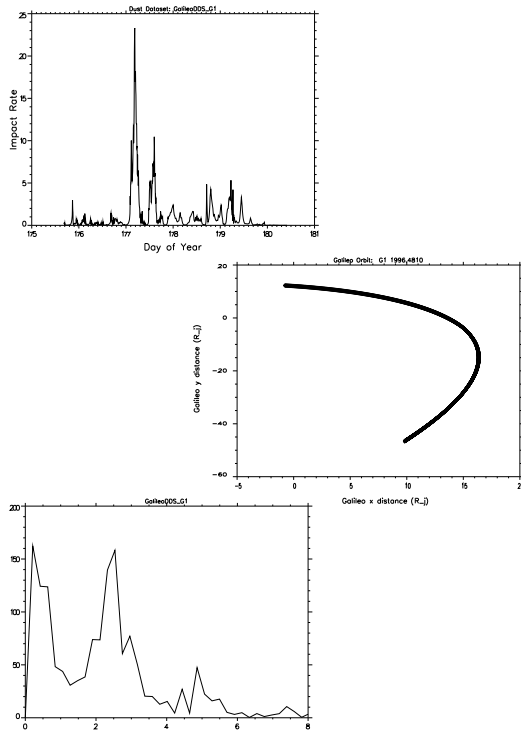 Dust Dataset: GalileoDDS_G1
25
20
15
10
5
0
Impact Rate
175 176 177 178 179 180 181
Day of Year
Galileo Orbit: G1 1996.4810
20
0
-20
-40
-60
Galileo y distance (R_j)
-5 0 5 10 15 2
Galileo x distance (R_j)
GalileoDDS_G1
200
150
100
50
0
0 2 4 6 8